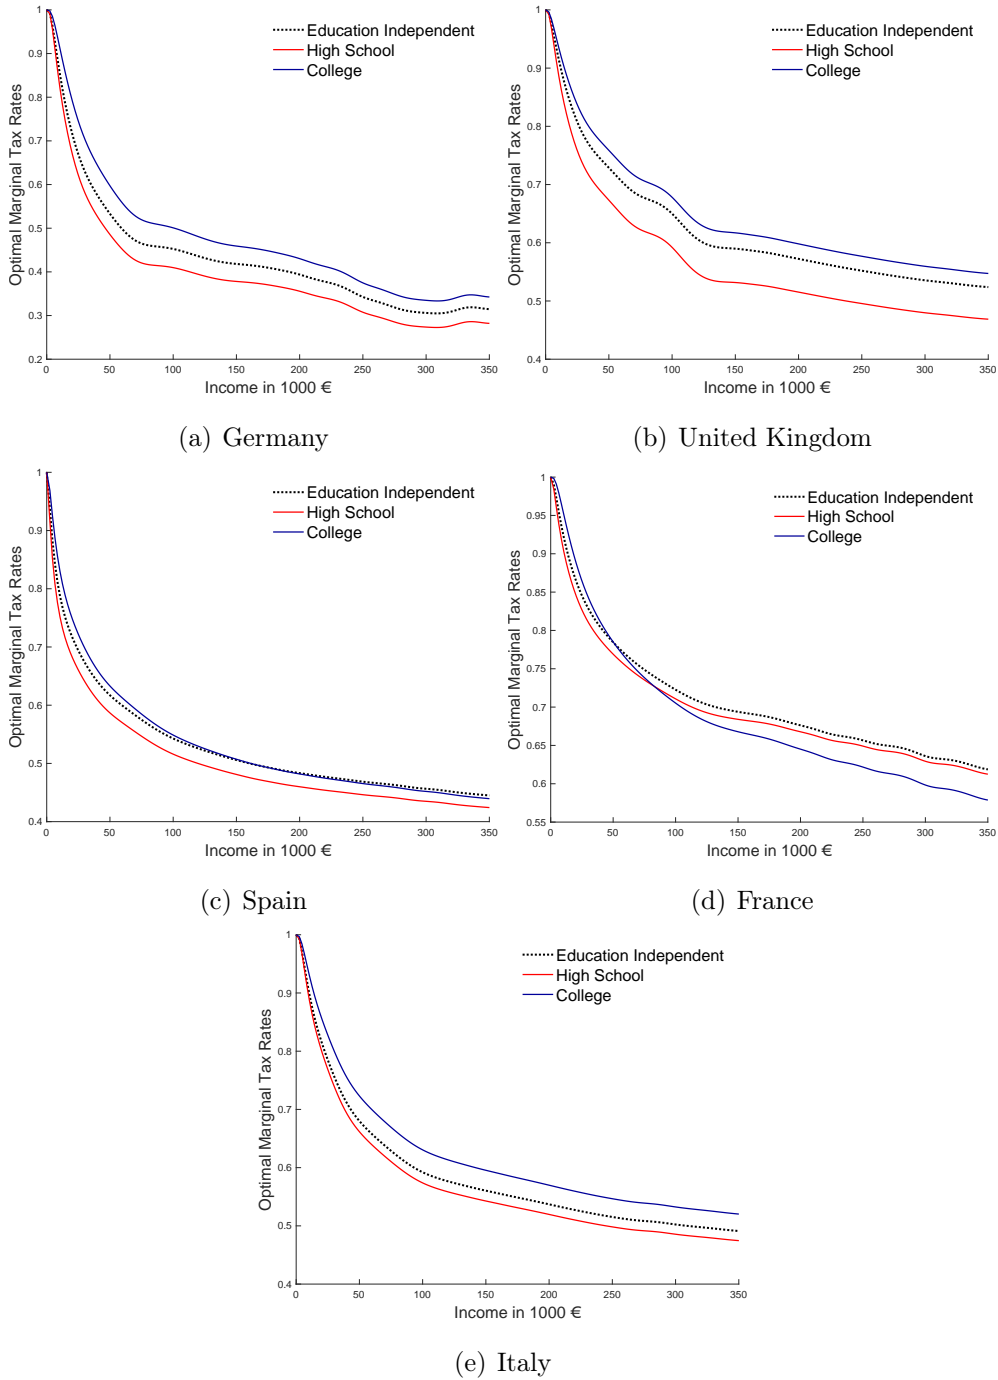 Education Independent
High School
College
Optimal Marginal Tax Rates
1
0.9
0.8
0.7
0.6
0.5
0.4
0.3
0.2
0 50 100 150 200 250 300 350
Income in 1000 €
(a) Germany
Education Independent
High School
College
Optimal Marginal Tax Rates
1
0.9
0.8
0.7
0.6
0.5
0.4
0 50 100 150 200 250 300 350
Income in 1000 €
(b) United Kingdom
Education Independent
High School
College
Optimal Marginal Tax Rates
1
0.9
0.8
0.7
0.6
0.5
0.4
0 50 100 150 200 250 300 350
Income in 1000 €
(c) Spain
Education Independent
High School
College
Optimal Marginal Tax Rates
1
0.95
0.9
0.85
0.8
0.75
0.7
0.65
0.6
0.55
0 50 100 150 200 250 300 350
Income in 1000 €
(d) France
Education Independent
High School
College
Optimal Marginal Tax Rates
1
0.9
0.8
0.7
0.6
0.5
0.4
0 50 100 150 200 250 300 350
Income in 1000 €
(e) Italy